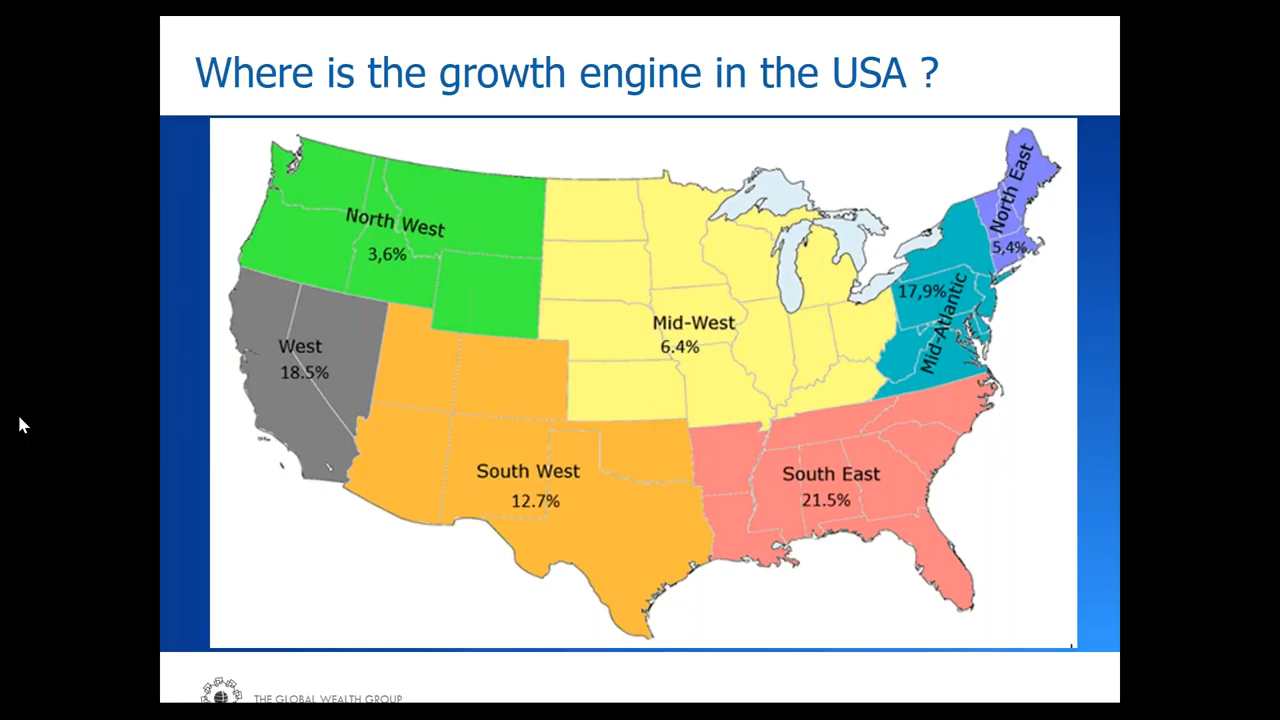 Where is the growth engine in the USA ?
North West
3,6%
North East
5,4%
17,9%
Mid-Atlantic
Mid-West
6.4%
West
18.5%
South West
12.7%
South East
21.5%
THE GLOBAL WEALTH GROUP